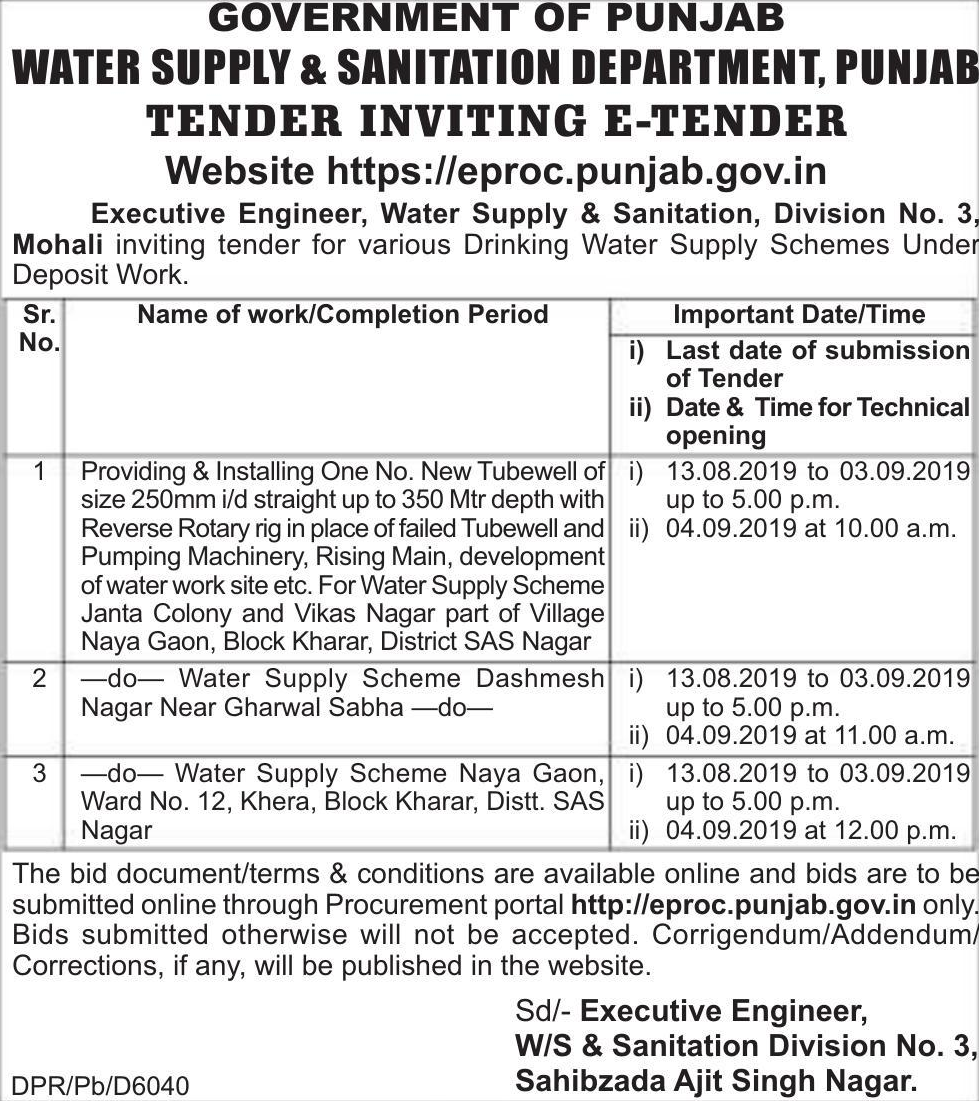 GOVERNMENT OF PUNJAB
WATER SUPPLY & SANITATION DEPARTMENT, PUNJAB
TENDER INVITING E-TENDER
Website https://eproc.punjab.gov.in
Executive Engineer, Water Supply & Sanitation, Division No. 3,
Mohali inviting tender for various Drinking Water Supply Schemes Under
Deposit Work.
Sr.
No.
Name of work/Completion Period
Important Date/Time
i) Last date of submission
of Tender
ii) Date & Time for Technical
opening
1
Providing & Installing One No. New Tubewell of
size 250mm i/d straight up to 350 Mtr depth with
Reverse Rotary rig in place of failed Tubewell and
Pumping Machinery, Rising Main, development
of water work site etc. For Water Supply Scheme
Janta Colony and Vikas Nagar part of Village
Naya Gaon, Block Kharar, District SAS Nagar
i) 13.08.2019 to 03.09.2019
up to 5.00 p.m.
ii) 04.09.2019 at 10.00 a.m.
2
—do— Water Supply Scheme Dashmesh
Nagar Near Gharwal Sabha —do—
i) 13.08.2019 to 03.09.2019
up to 5.00 p.m.
ii) 04.09.2019 at 11.00 a.m.
3
—do— Water Supply Scheme Naya Gaon,
Ward No. 12, Khera, Block Kharar, Distt. SAS
Nagar
i) 13.08.2019 to 03.09.2019
up to 5.00 p.m.
ii) 04.09.2019 at 12.00 p.m.
The bid document/terms & conditions are available online and bids are to be
submitted online through Procurement portal http://eproc.punjab.gov.in only.
Bids submitted otherwise will not be accepted. Corrigendum/Addendum/
Corrections, if any, will be published in the website.
Sd/- Executive Engineer,
W/S & Sanitation Division No. 3,
Sahibzada Ajit Singh Nagar.
DPR/Pb/D6040